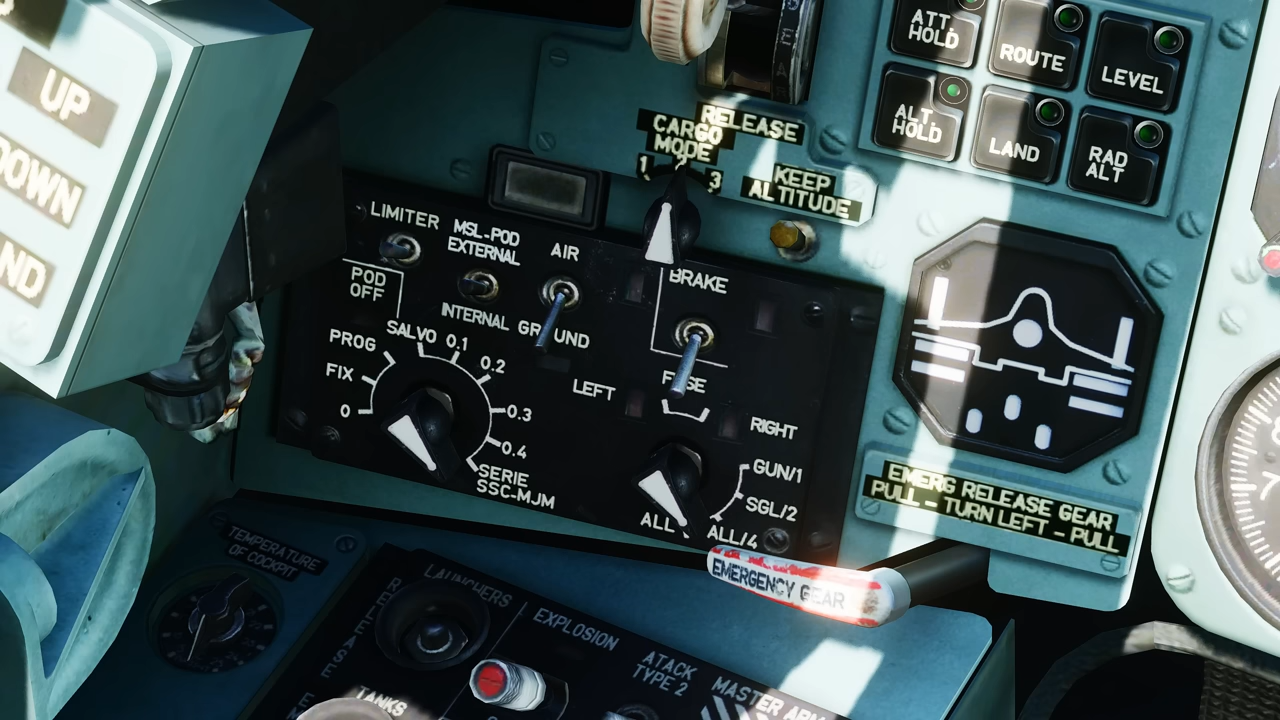 UP
DOWN
ND
ATT.
HOLD
ROUTE
LEVEL
ALT.
HOLD
LAND
RAD
ALT
RELEASE
CARGO
MODE
1
3
KEEP
ALTITUDE
LIMITER
POD
OFF
MSL-POD
EXTERNAL
INTERNAL
AIR
GROUND
BRAKE
FUSE
PROG
FIX
0
SALVO
0.1
0.2
0.3
0.4
SERIE
SSC-MJM
LEFT
RIGHT
GUN/1
SGL/2
ALL/4
ALL
EMERG RELEASE GEAR
PULL - TURN LEFT - PULL
EMERGENCY GEAR
TEMPERATURE
OF COCKPIT
LAUNCHERS
RELEASE
EXPLOSION
ATACK
TYPE 2
MASTER ARM
TANKS